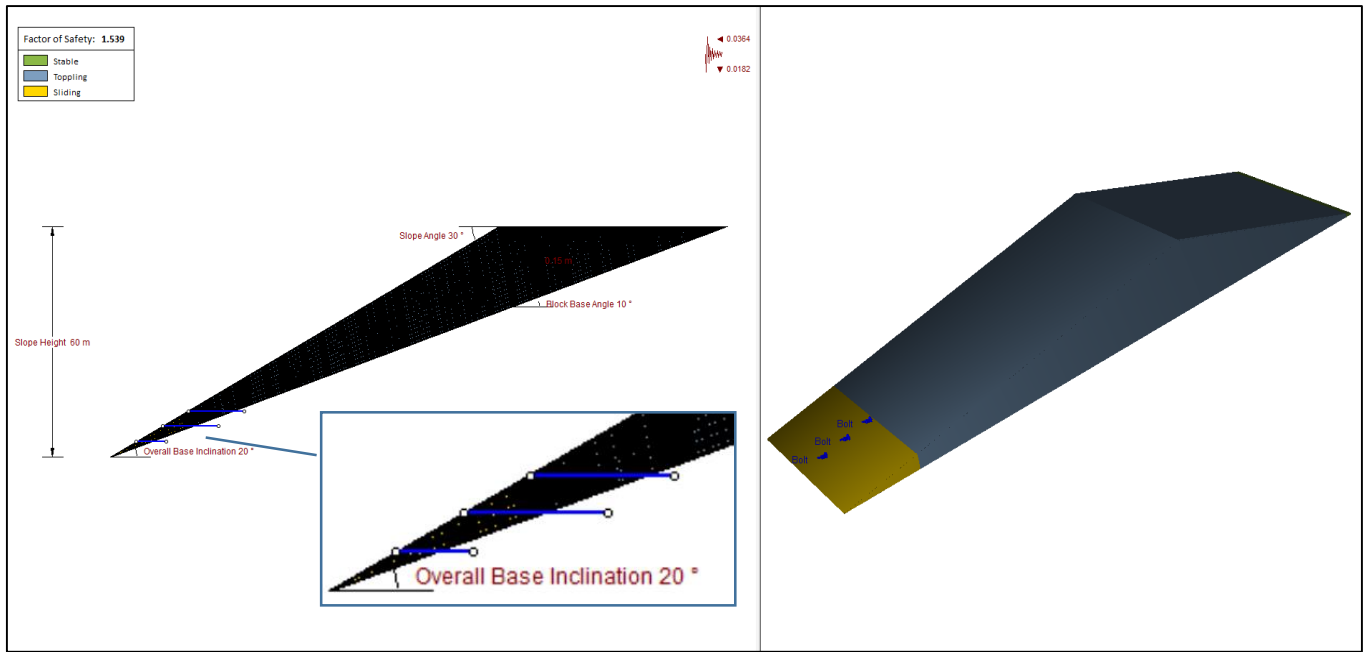 Factor of Safety: 1.539
Stable
Toppling
Sliding
0.0364
0.0182
Slope Angle 30 °
Block Base Angle 10 °
Slope Height 60 m
Overall Base Inclination 20 °
Overall Base Inclination 20 °
Bolt
Bolt
Bolt